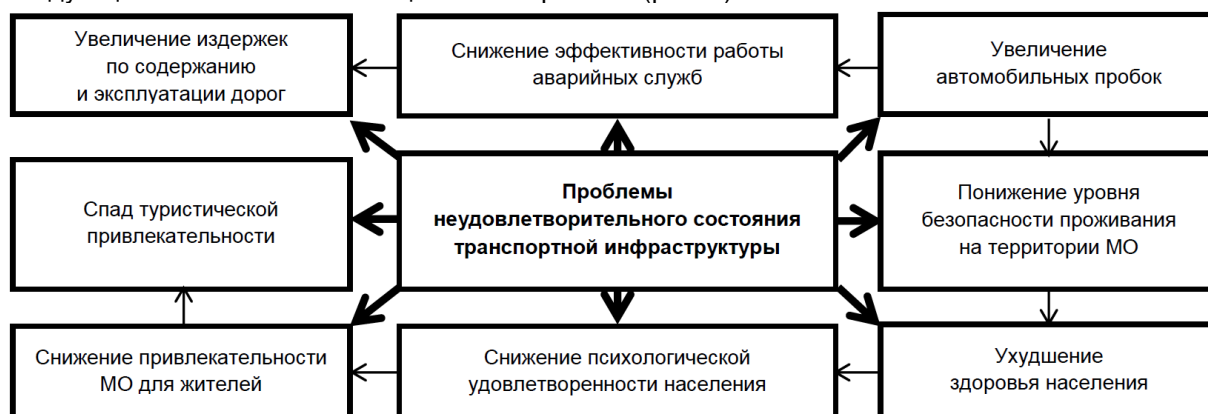 Увеличение издержек
по содержанию
и эксплуатации дорог
Снижение эффективности работы
аварийных служб
Увеличение
автомобильных пробок
Спад туристической
привлекательности
Проблемы
неудовлетворительного состояния
транспортной инфраструктуры
Понижение уровня
безопасности проживания
на территории МО
Снижение привлекательности
МО для жителей
Снижение психологической
удовлетворенности населения
Ухудшение
здоровья населения